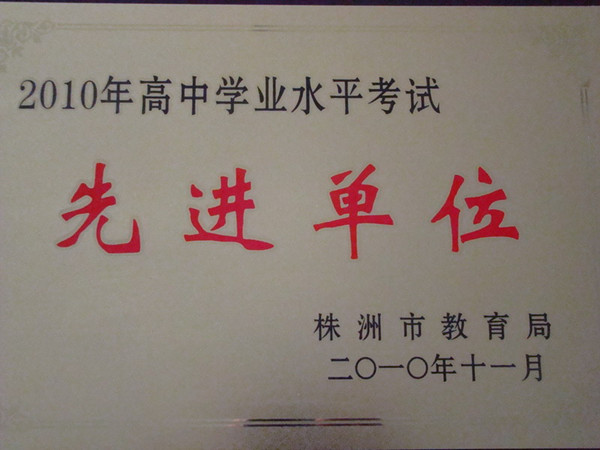 2010年高中学业水平考试
先进单位
株洲市教育局
二〇一〇年十一月